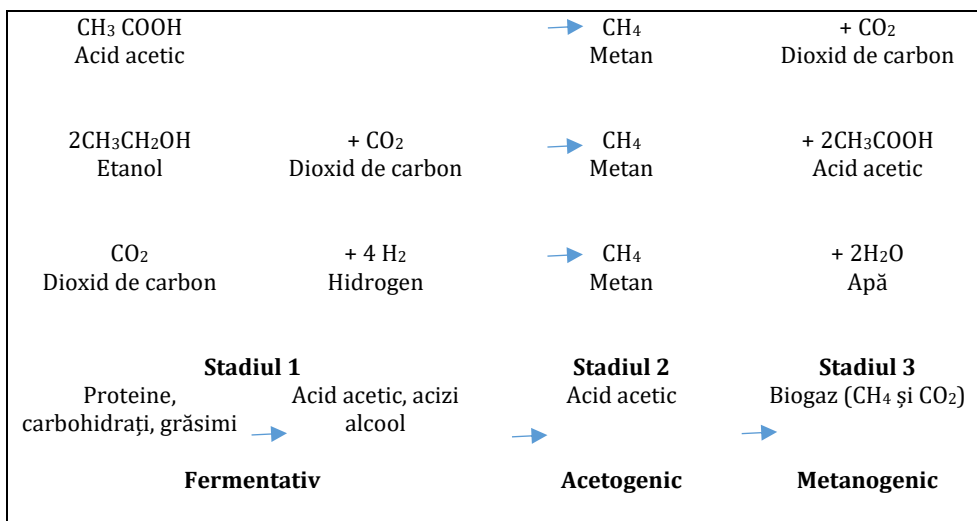 CH₃ COOH → CH₄ + CO₂
Acid acetic Metan Dioxid de carbon
2CH₃CH₂OH + CO₂ → CH₄ + 2CH₃COOH
Etanol Dioxid de carbon Metan Acid acetic
CO₂ + 4 H₂ → CH₄ + 2H₂O
Dioxid de carbon Hidrogen Metan Apă
Stadiul 1 Stadiul 2 Stadiul 3
Proteine, Acid acetic, acizi Acid acetic Biogaz (CH₄ și CO₂)
carbohidrați, grăsimi → alcool → →
Fermentativ Acetogenic Metanogenic